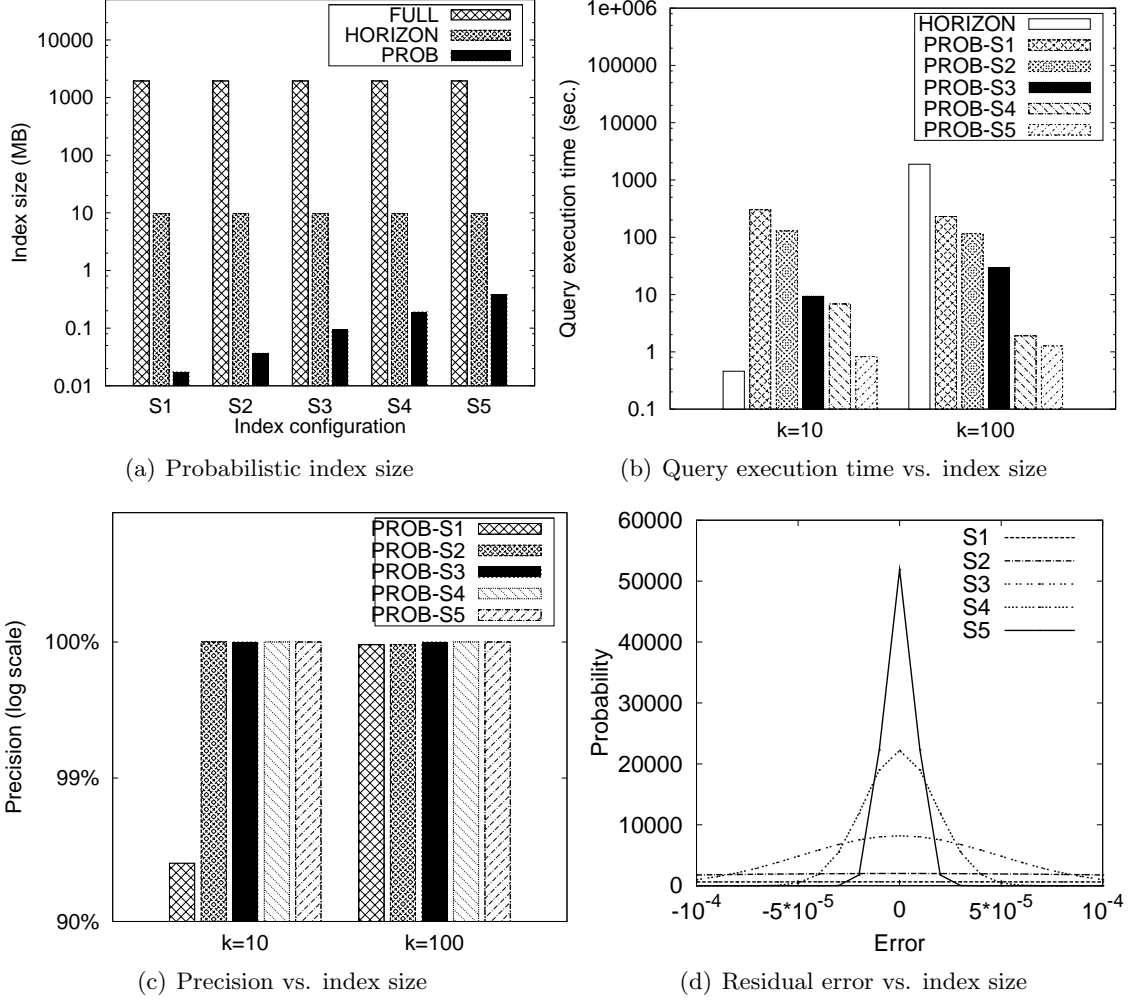 FULL
HORIZON
PROB
10000
1000
100
10
1
0.1
0.01
Index size (MB)
S1 S2 S3 S4 S5
Index configuration
(a) Probabilistic index size
HORIZON
PROB-S1
PROB-S2
PROB-S3
PROB-S4
PROB-S5
1e+006
100000
10000
1000
100
10
1
0.1
Query execution time (sec.)
k=10 k=100
(b) Query execution time vs. index size
PROB-S1
PROB-S2
PROB-S3
PROB-S4
PROB-S5
100%
99%
90%
Precision (log scale)
k=10 k=100
(c) Precision vs. index size
S1
S2
S3
S4
S5
60000
50000
40000
30000
20000
10000
0
Probability
-10^-4 -5*10^-5 0 5*10^-5 10^-4
Error
(d) Residual error vs. index size